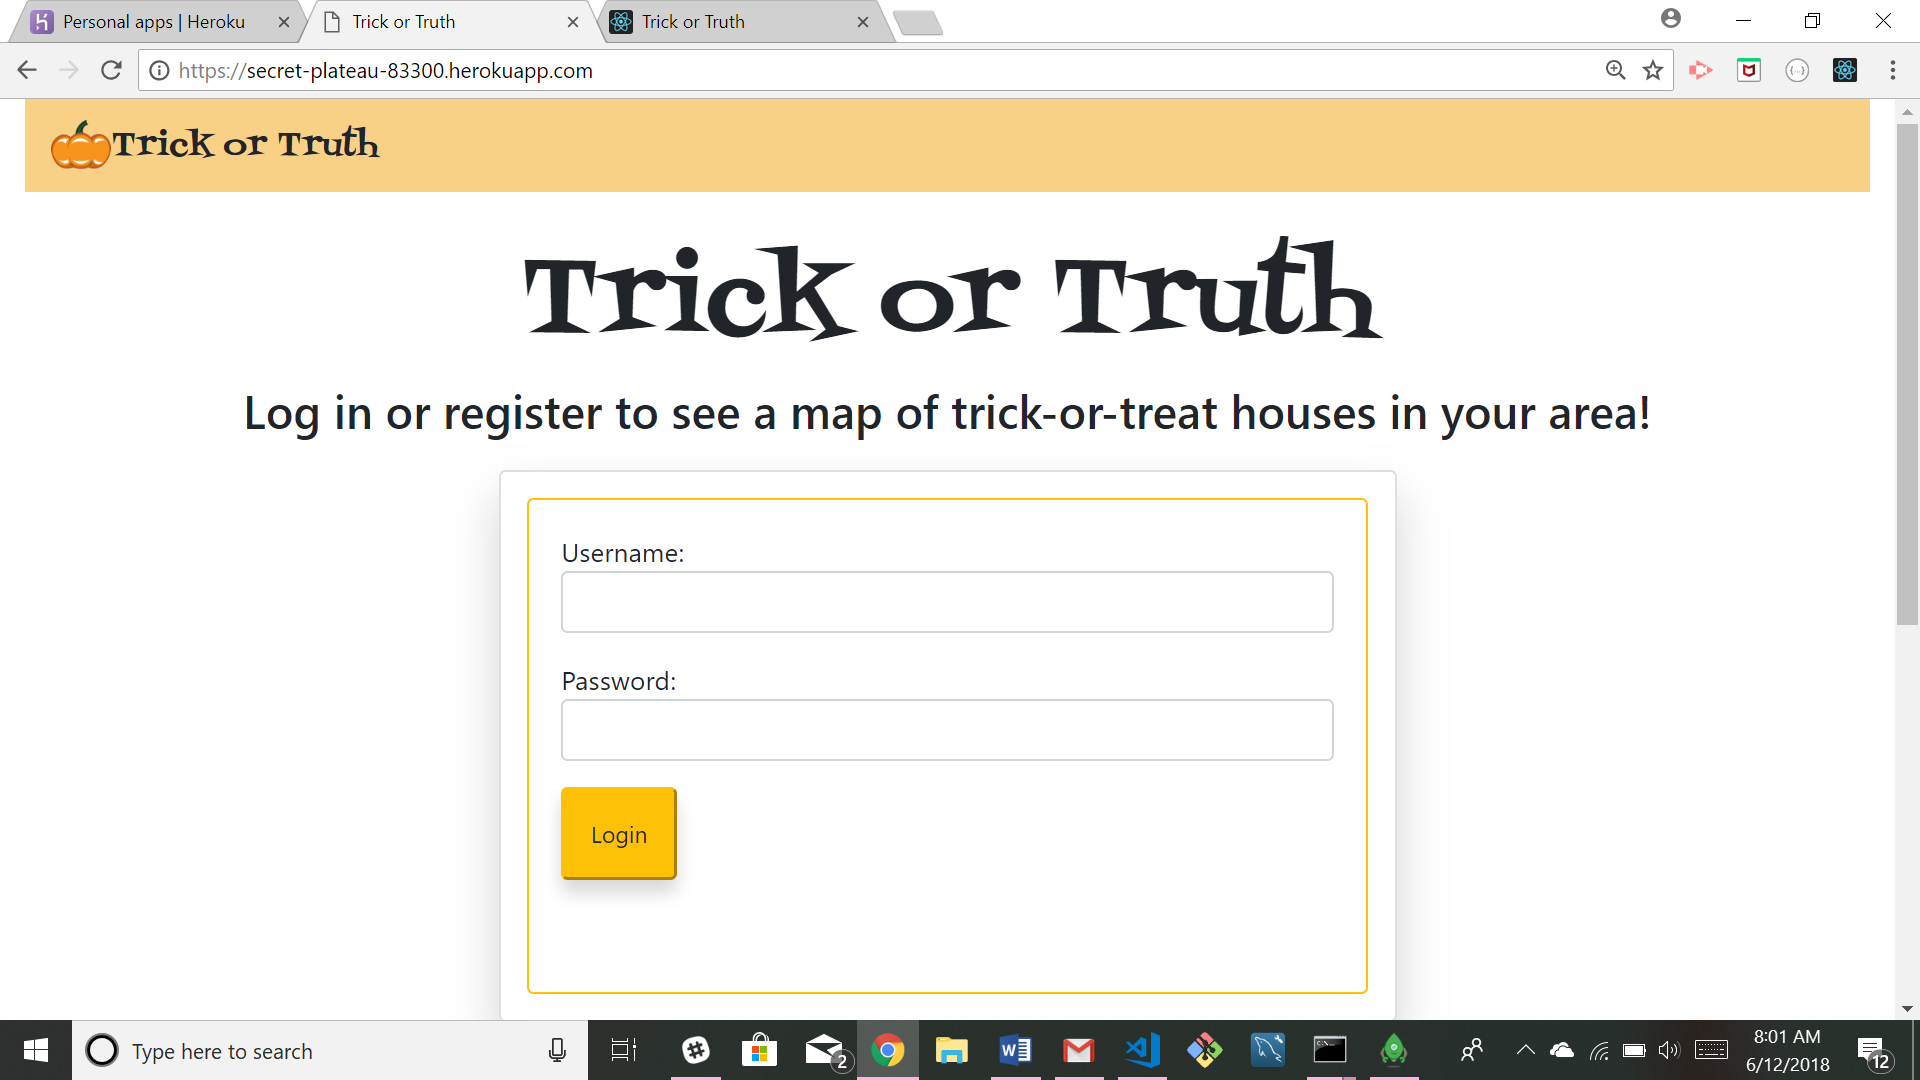 Personal apps | Heroku
Trick or Truth
Trick or Truth
https://secret-plateau-83300.herokuapp.com
Trick or Truth
Trick or Truth
Log in or register to see a map of trick-or-treat houses in your area!
Username:
Password:
Login
Type here to search
2
8:01 AM
6/12/2018
12